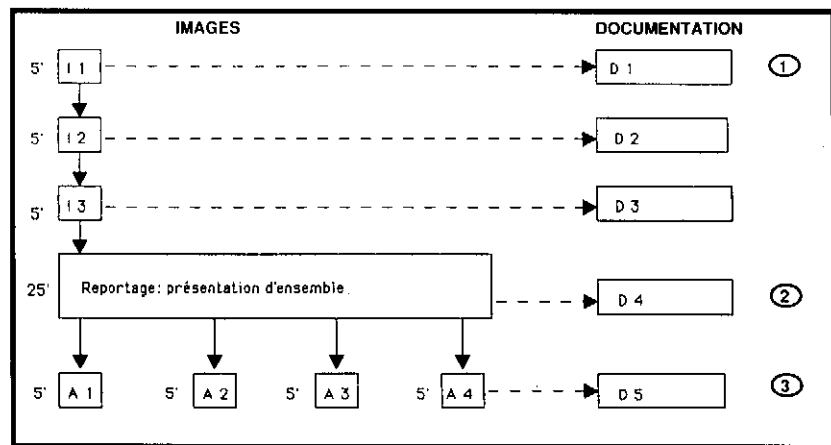 IMAGES DOCUMENTATION
5' I 1 D 1 1
5' I 2 D 2
5' I 3 D 3
25' Reportage: présentation d'ensemble. D 4 2
5' A 1 5' A 2 5' A 3 5' A 4 D 5 3